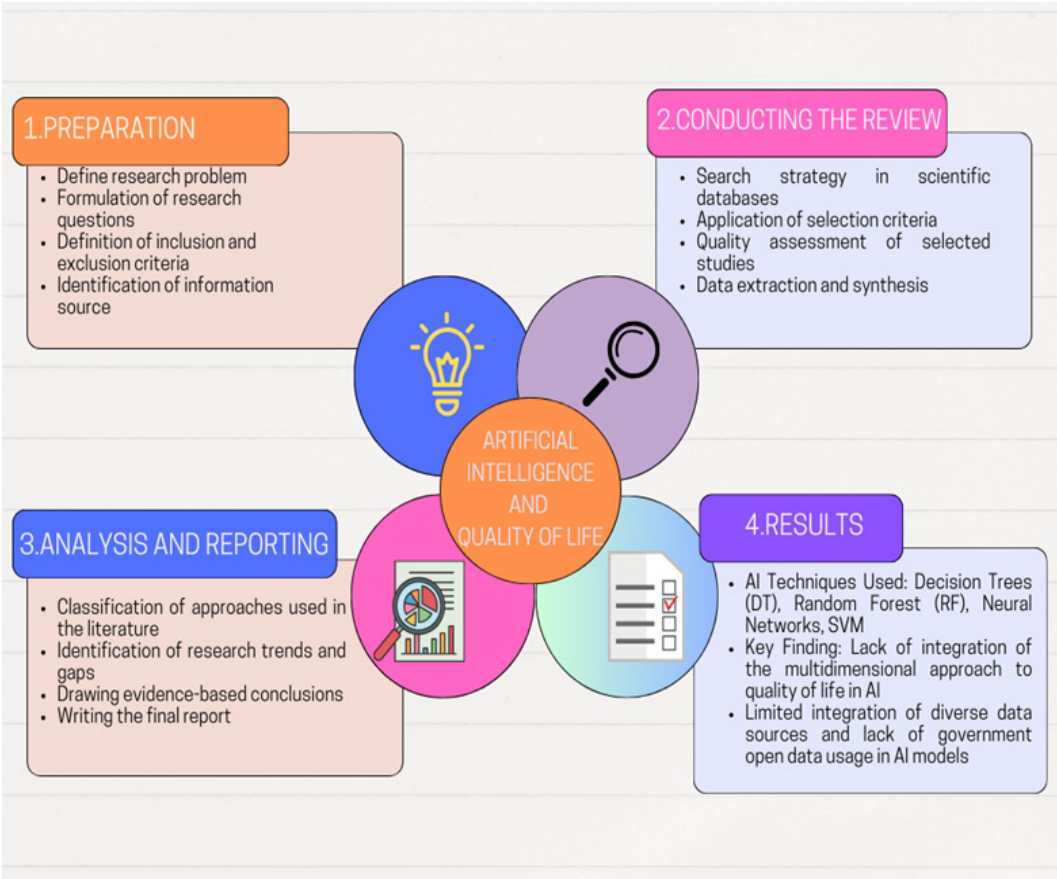 1.PREPARATION
• Define research problem
• Formulation of research
questions
• Definition of inclusion and
exclusion criteria
• Identification of information
source
2.CONDUCTING THE REVIEW
• Search strategy in scientific
databases
• Application of selection criteria
• Quality assessment of selected
studies
• Data extraction and synthesis
ARTIFICIAL
INTELLIGENCE
AND
QUALITY OF LIFE
3.ANALYSIS AND REPORTING
• Classification of approaches used in
the literature
• Identification of research trends and
gaps
• Drawing evidence-based conclusions
• Writing the final report
4.RESULTS
• AI Techniques Used: Decision Trees
(DT), Random Forest (RF), Neural
Networks, SVM
• Key Finding: Lack of integration of
the multidimensional approach to
quality of life in AI
• Limited integration of diverse data
sources and lack of government
open data usage in AI models